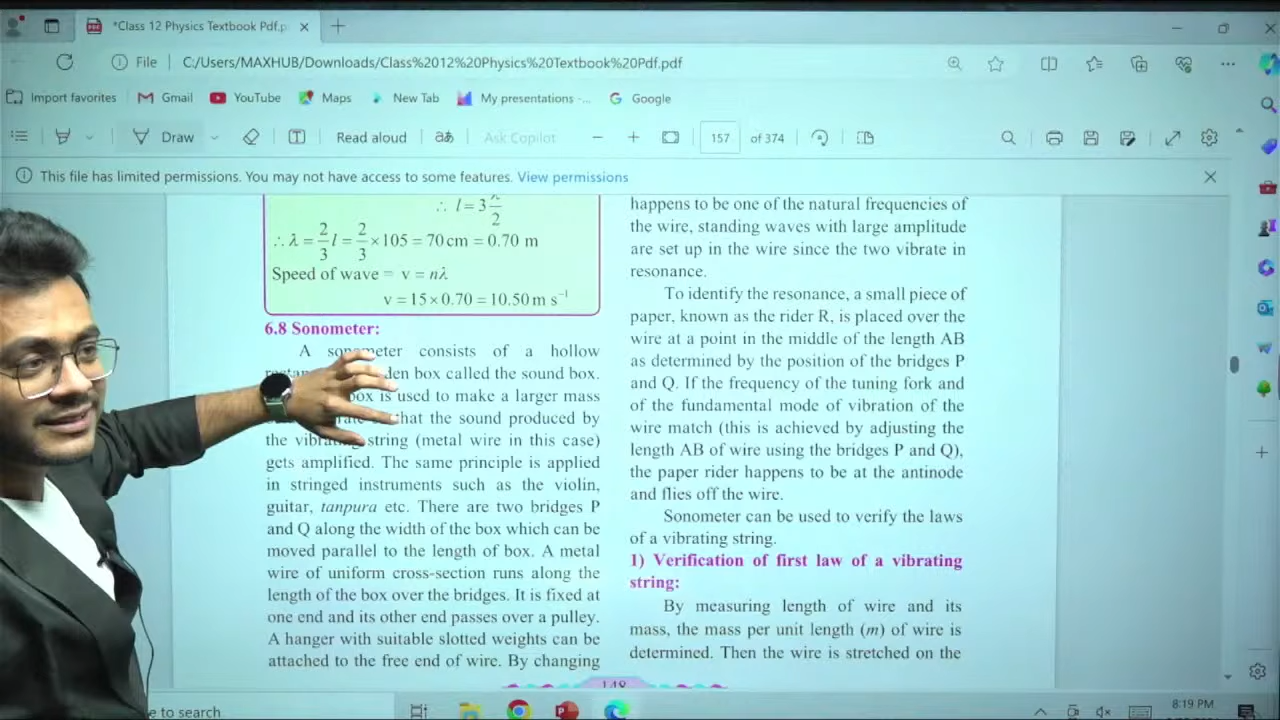 *Class 12 Physics Textbook Pdf.p
File C:/Users/MAXHUB/Downloads/Class%2012%20Physics%20Textbook%20Pdf.pdf
Import favorites Gmail YouTube Maps New Tab My presentations -... Google
Draw Read aloud aあ Ask Copilot 157 of 374
This file has limited permissions. You may not have access to some features. View permissions
∴ l = 3 λ/2
∴ λ = 2/3 l = 2/3 × 105 = 70 cm = 0.70 m
Speed of wave = v = nλ
v = 15 × 0.70 = 10.50 m s⁻¹
6.8 Sonometer:
A sonometer consists of a hollow
den box called the sound box.
box is used to make a larger mass
that the sound produced by
the vibrating string (metal wire in this case)
gets amplified. The same principle is applied
in stringed instruments such as the violin,
guitar, tanpura etc. There are two bridges P
and Q along the width of the box which can be
moved parallel to the length of box. A metal
wire of uniform cross-section runs along the
length of the box over the bridges. It is fixed at
one end and its other end passes over a pulley.
A hanger with suitable slotted weights can be
attached to the free end of wire. By changing
happens to be one of the natural frequencies of
the wire, standing waves with large amplitude
are set up in the wire since the two vibrate in
resonance.
To identify the resonance, a small piece of
paper, known as the rider R, is placed over the
wire at a point in the middle of the length AB
as determined by the position of the bridges P
and Q. If the frequency of the tuning fork and
of the fundamental mode of vibration of the
wire match (this is achieved by adjusting the
length AB of wire using the bridges P and Q),
the paper rider happens to be at the antinode
and flies off the wire.
Sonometer can be used to verify the laws
of a vibrating string.
1) Verification of first law of a vibrating
string:
By measuring length of wire and its
mass, the mass per unit length (m) of wire is
determined. Then the wire is stretched on the
148
e to search
8:19 PM